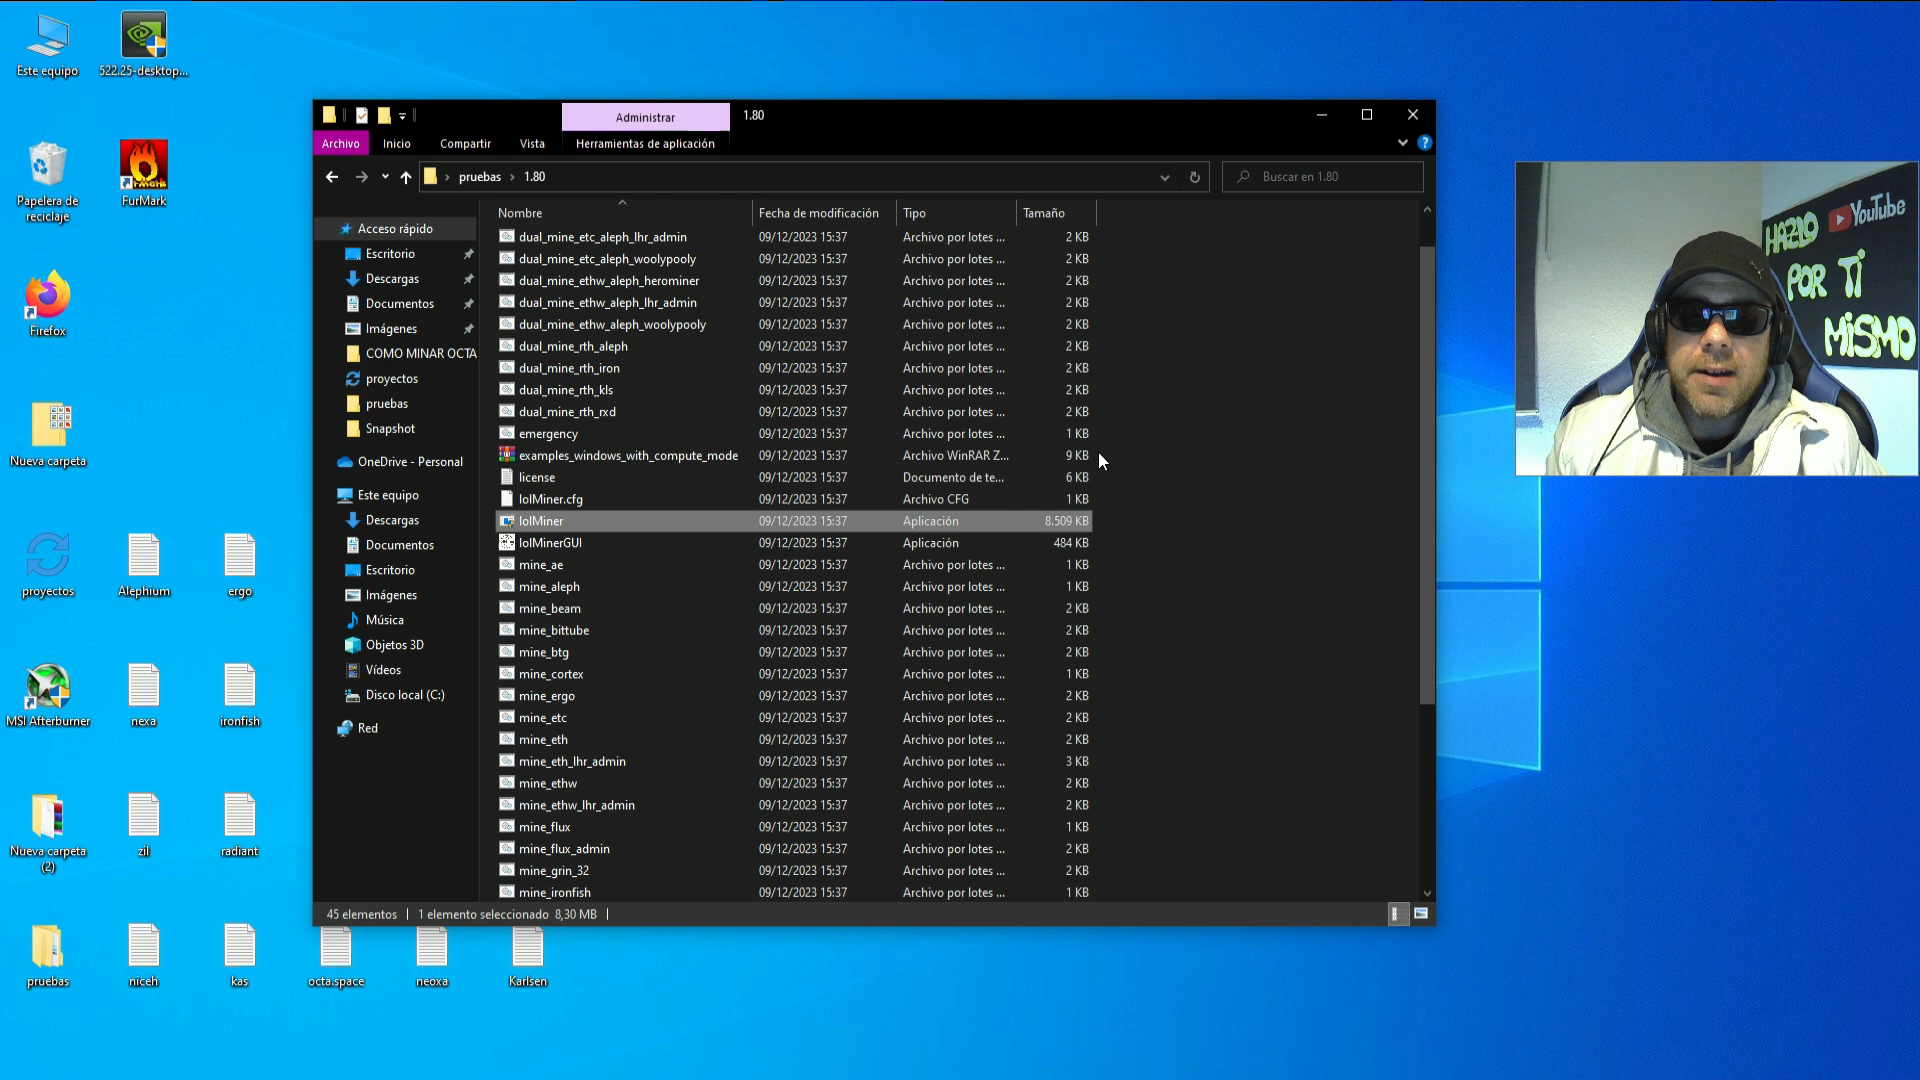 Este equipo
522.25-desktop...
Papelera de
reciclaje
FurMark
Firefox
Nueva carpeta
proyectos
Alephium
ergo
MSI Afterburner
nexa
ironfish
Nueva carpeta
(2)
zil
radiant
pruebas
niceh
kas
octa.space
neoxa
Karlsen
Administrar
1.80
Archivo
Inicio
Compartir
Vista
Herramientas de aplicación
pruebas > 1.80
Buscar en 1.80
Acceso rápido
Escritorio
Descargas
Documentos
Imágenes
COMO MINAR OCTA
proyectos
pruebas
Snapshot
OneDrive - Personal
Este equipo
Descargas
Documentos
Escritorio
Imágenes
Música
Objetos 3D
Vídeos
Disco local (C:)
Red
Nombre Fecha de modificación Tipo Tamaño
dual_mine_etc_aleph_lhr_admin 09/12/2023 15:37 Archivo por lotes ... 2 KB
dual_mine_etc_aleph_woolypooly 09/12/2023 15:37 Archivo por lotes ... 2 KB
dual_mine_ethw_aleph_herominer 09/12/2023 15:37 Archivo por lotes ... 2 KB
dual_mine_ethw_aleph_lhr_admin 09/12/2023 15:37 Archivo por lotes ... 2 KB
dual_mine_ethw_aleph_woolypooly 09/12/2023 15:37 Archivo por lotes ... 2 KB
dual_mine_rth_aleph 09/12/2023 15:37 Archivo por lotes ... 2 KB
dual_mine_rth_iron 09/12/2023 15:37 Archivo por lotes ... 2 KB
dual_mine_rth_kls 09/12/2023 15:37 Archivo por lotes ... 2 KB
dual_mine_rth_rxd 09/12/2023 15:37 Archivo por lotes ... 2 KB
emergency 09/12/2023 15:37 Archivo por lotes ... 1 KB
examples_windows_with_compute_mode 09/12/2023 15:37 Archivo WinRAR Z... 9 KB
license 09/12/2023 15:37 Documento de te... 6 KB
lolMiner.cfg 09/12/2023 15:37 Archivo CFG 1 KB
lolMiner 09/12/2023 15:37 Aplicación 8.509 KB
lolMinerGUI 09/12/2023 15:37 Aplicación 484 KB
mine_ae 09/12/2023 15:37 Archivo por lotes ... 1 KB
mine_aleph 09/12/2023 15:37 Archivo por lotes ... 1 KB
mine_beam 09/12/2023 15:37 Archivo por lotes ... 2 KB
mine_bittube 09/12/2023 15:37 Archivo por lotes ... 2 KB
mine_btg 09/12/2023 15:37 Archivo por lotes ... 2 KB
mine_cortex 09/12/2023 15:37 Archivo por lotes ... 1 KB
mine_ergo 09/12/2023 15:37 Archivo por lotes ... 2 KB
mine_etc 09/12/2023 15:37 Archivo por lotes ... 2 KB
mine_eth 09/12/2023 15:37 Archivo por lotes ... 2 KB
mine_eth_lhr_admin 09/12/2023 15:37 Archivo por lotes ... 3 KB
mine_ethw 09/12/2023 15:37 Archivo por lotes ... 2 KB
mine_ethw_lhr_admin 09/12/2023 15:37 Archivo por lotes ... 2 KB
mine_flux 09/12/2023 15:37 Archivo por lotes ... 1 KB
mine_flux_admin 09/12/2023 15:37 Archivo por lotes ... 2 KB
mine_grin_32 09/12/2023 15:37 Archivo por lotes ... 2 KB
mine_ironfish 09/12/2023 15:37 Archivo por lotes ... 1 KB
45 elementos 1 elemento seleccionado 8,30 MB
YouTube
HAZLO
POR Ti
MiSMO